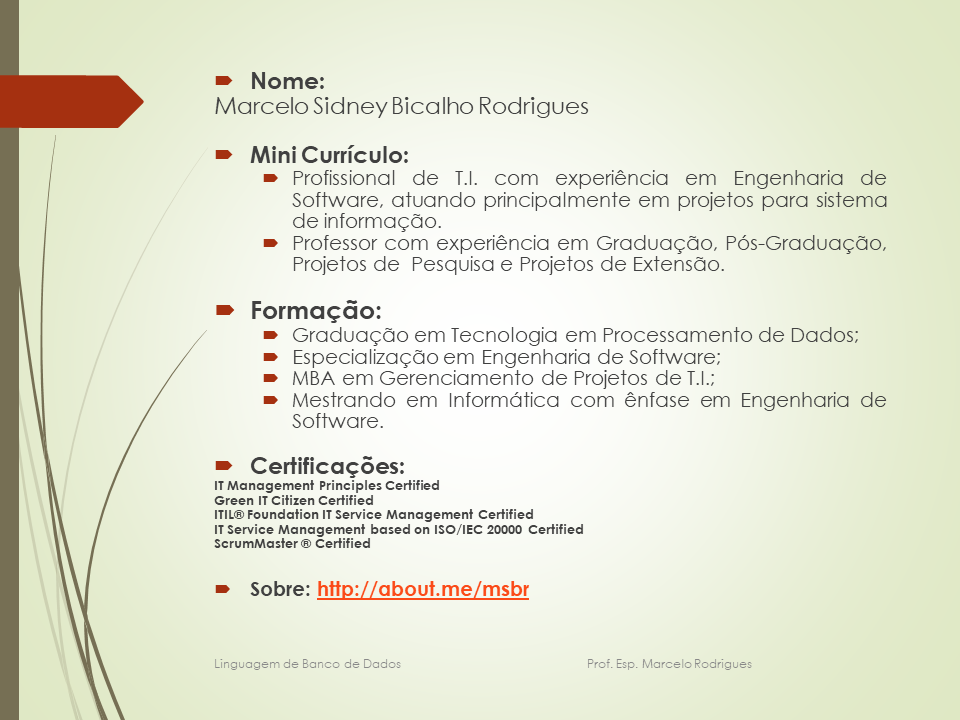 Nome:
Marcelo Sidney Bicalho Rodrigues
Mini Currículo:
Profissional de T.I. com experiência em Engenharia de
Software, atuando principalmente em projetos para sistema
de informação.
Professor com experiência em Graduação, Pós-Graduação,
Projetos de Pesquisa e Projetos de Extensão.
Formação:
Graduação em Tecnologia em Processamento de Dados;
Especialização em Engenharia de Software;
MBA em Gerenciamento de Projetos de T.I.;
Mestrando em Informática com ênfase em Engenharia de
Software.
Certificações:
IT Management Principles Certified
Green IT Citizen Certified
ITIL® Foundation IT Service Management Certified
IT Service Management based on ISO/IEC 20000 Certified
ScrumMaster ® Certified
Sobre: http://about.me/msbr
Linguagem de Banco de Dados Prof. Esp. Marcelo Rodrigues